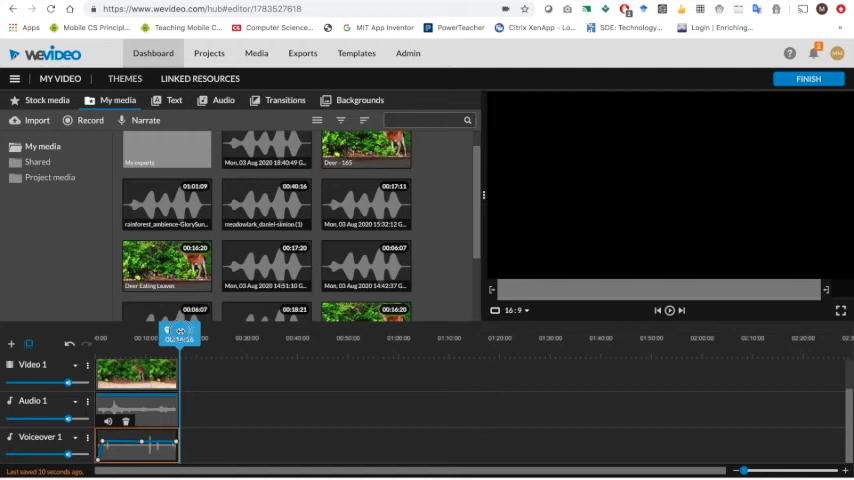 https://www.wevideo.com/hub#editor/1783527618
Apps Mobile CS Princípl... Teaching Mobile C... Computer Science... MIT App Inventor PowerTeacher Citrix XenApp - Lo... SDE: Technology... Login | Enriching...
wevideo Dashboard Projects Media Exports Templates Admin
MY VIDEO THEMES LINKED RESOURCES FINISH
Stock media My media Text Audio Transitions Backgrounds
Import Record Narrate
My media
Shared
Project media
My exports Mon, 03 Aug 2020 18:40:49 G... Deer - 165
01:01:09 00:40:16 00:17:11
rainforest_ambience-GlorySun... meadowlark_daniel-simion (1) Mon, 03 Aug 2020 15:32:12 G...
00:16:20 00:17:20 00:06:07
Deer Eating Leaves Mon, 03 Aug 2020 14:51:10 G... Mon, 03 Aug 2020 14:42:37 G...
00:06:07 00:18:21 00:16:20
16:9
00:10:00 00:30:00 00:40:00 00:50:00 01:00:00 01:10:00 01:20:00 01:30:00 01:40:00 01:50:00 02:00:00 02:10:00 02:20:00
Video 1
Audio 1
Voiceover 1
Last saved 10 seconds ago.